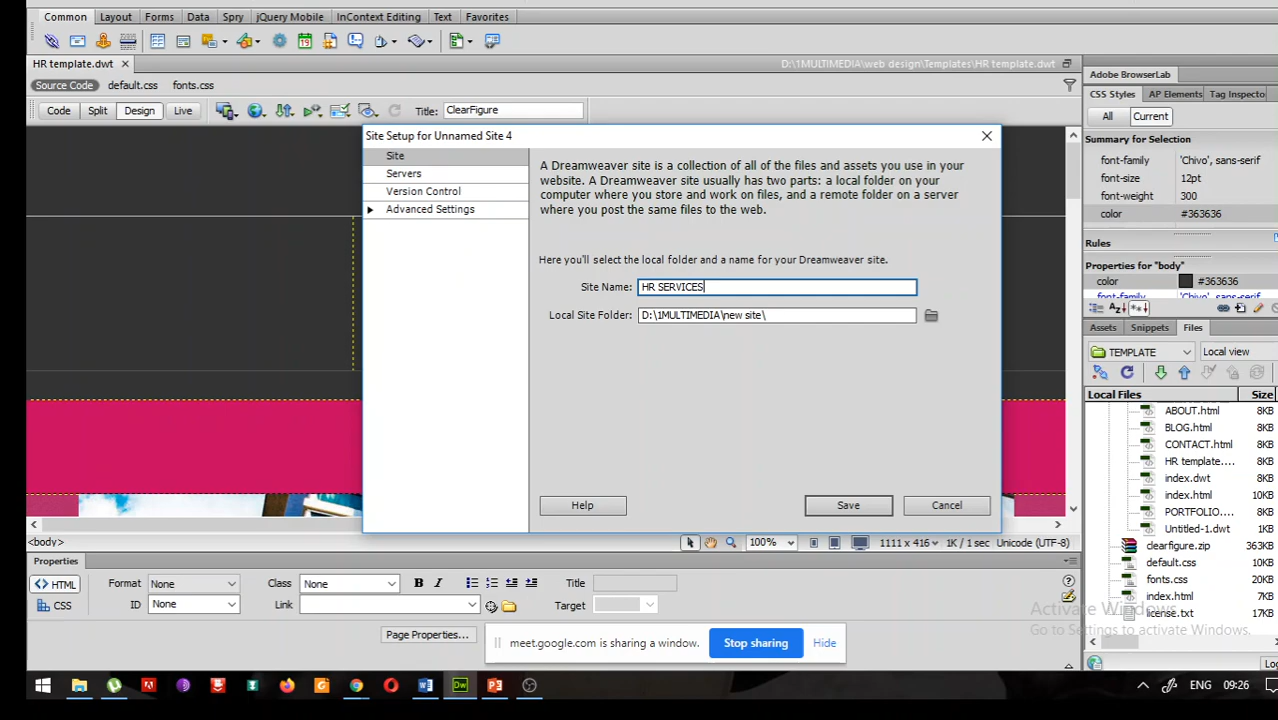 Common Layout Forms Data Spry jQuery Mobile InContext Editing Text Favorites
HR template.dwt
D:\1MULTIMEDIA\web design\Templates\HR template.dwt
Source Code default.css fonts.css
Code Split Design Live Title: ClearFigure
Site Setup for Unnamed Site 4
Site
Servers
Version Control
Advanced Settings
A Dreamweaver site is a collection of all of the files and assets you use in your
website. A Dreamweaver site usually has two parts: a local folder on your
computer where you store and work on files, and a remote folder on a server
where you post the same files to the web.
Here you'll select the local folder and a name for your Dreamweaver site.
Site Name: HR SERVICES
Local Site Folder: D:\1MULTIMEDIA\new site\
Help Save Cancel
Adobe BrowserLab
CSS Styles AP Elements Tag Inspecto
All Current
Summary for Selection
font-family 'Chivo', sans-serif
font-size 12pt
font-weight 300
color #363636
Rules
Properties for "body"
color #363636
font-family 'Chivo', sans-serif
Assets Snippets Files
TEMPLATE Local view
Local Files Size
ABOUT.html 8KB
BLOG.html 8KB
CONTACT.html 8KB
HR template.... 8KB
index.dwt 8KB
index.html 10KB
PORTFOLIO.... 8KB
Untitled-1.dwt 1KB
clearfigure.zip 363KB
default.css 10KB
fonts.css 1KB
index.html 7KB
license.txt 17KB
Activate Windows
Go to Settings to activate Windows.
<body>
100% 1111 x 416 1K / 1 sec Unicode (UTF-8)
Properties
HTML Format None Class None B I Title
CSS ID None Link Target
Page Properties...
meet.google.com is sharing a window. Stop sharing Hide
ENG 09:26